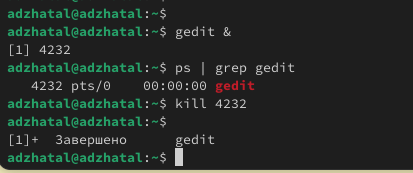 adzhatal@adzhatal:~$
adzhatal@adzhatal:~$ gedit &
[1] 4232
adzhatal@adzhatal:~$ ps | grep gedit
   4232 pts/0    00:00:00 gedit
adzhatal@adzhatal:~$ kill 4232
adzhatal@adzhatal:~$
[1]+  Завершено      gedit
adzhatal@adzhatal:~$